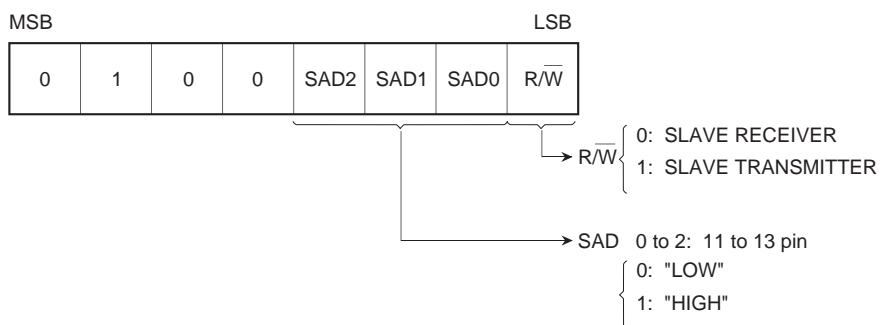 MSB LSB
0 1 0 0 SAD2 SAD1 SAD0 R/W̅
R/W̅ 0: SLAVE RECEIVER
1: SLAVE TRANSMITTER
SAD 0 to 2: 11 to 13 pin
0: "LOW"
1: "HIGH"